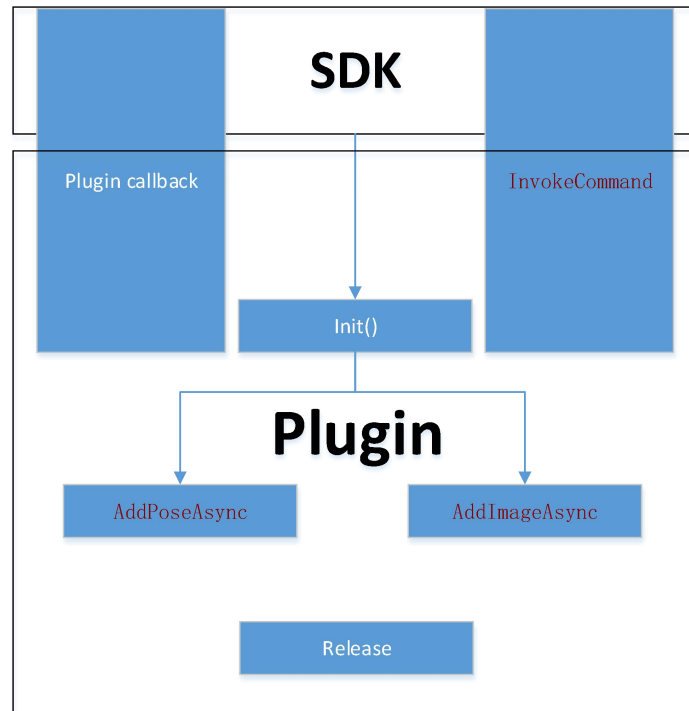 SDK
Plugin callback
InvokeCommand
Init()
Plugin
AddPoseAsync
AddImageAsync
Release